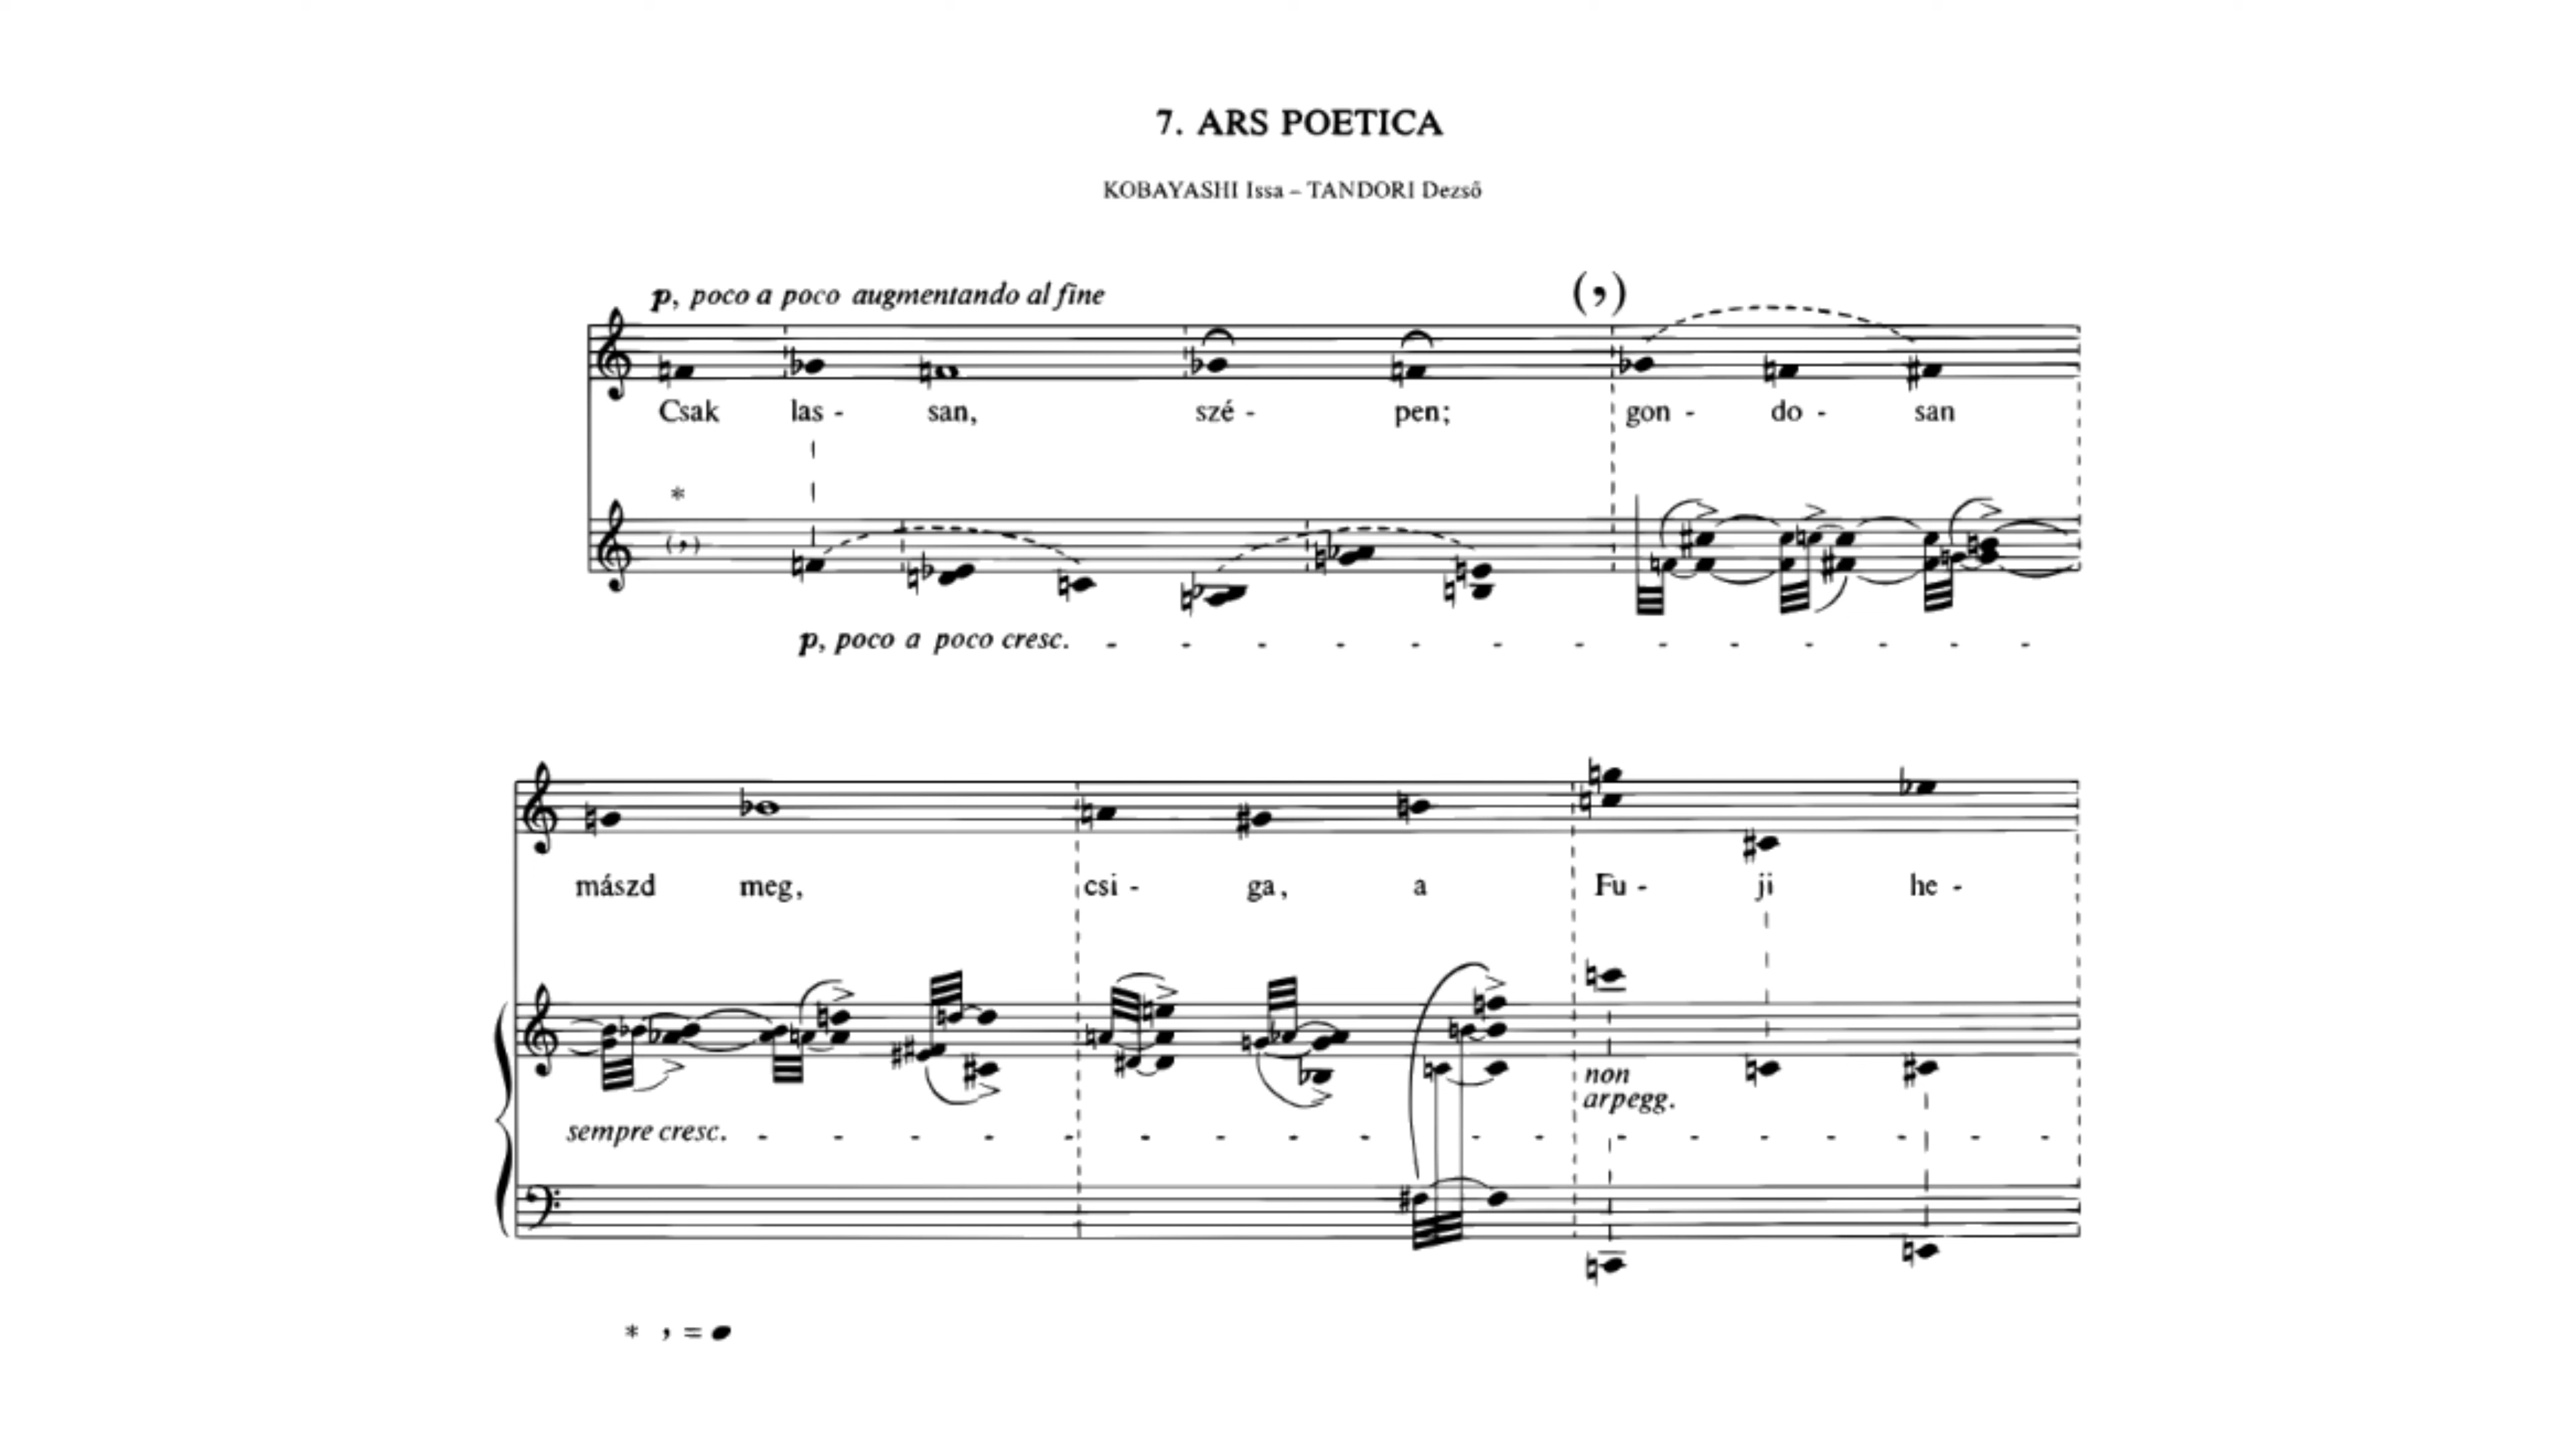 7. ARS POETICA
KOBAYASHI Issa – TANDORI Dezső
p, poco a poco augmentando al fine
(,)
Csak las - san, szé - pen; gon - do - san
*
(,)
p, poco a poco cresc. - - - - - - - - - - - - -
mászd meg, csi - ga, a Fu - ji he -
non
arpegg.
sempre cresc. - - - - - - - - - - - - - - - - - -
* , =